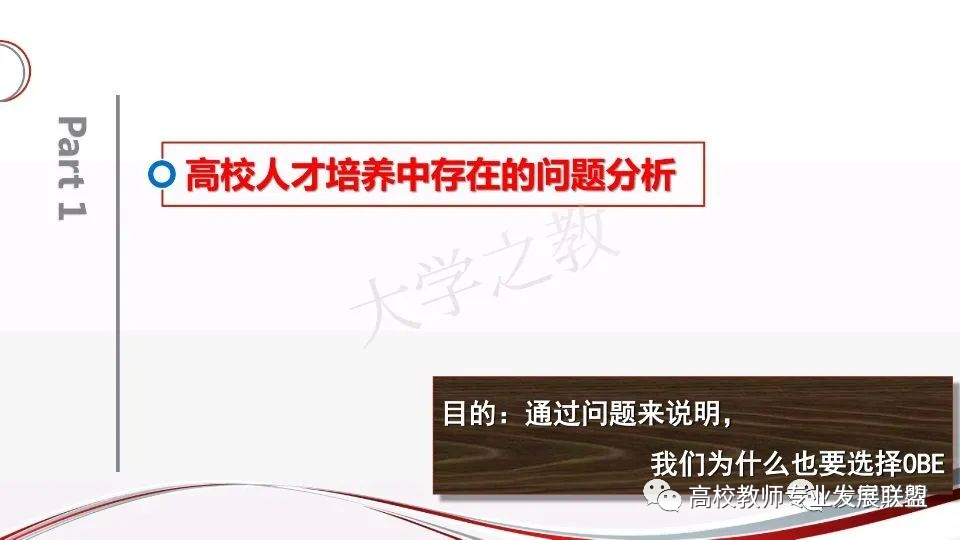 Part 1
高校人才培养中存在的问题分析
大学之教
目的：通过问题来说明，
我们为什么也要选择OBE
高校教师专业发展联盟